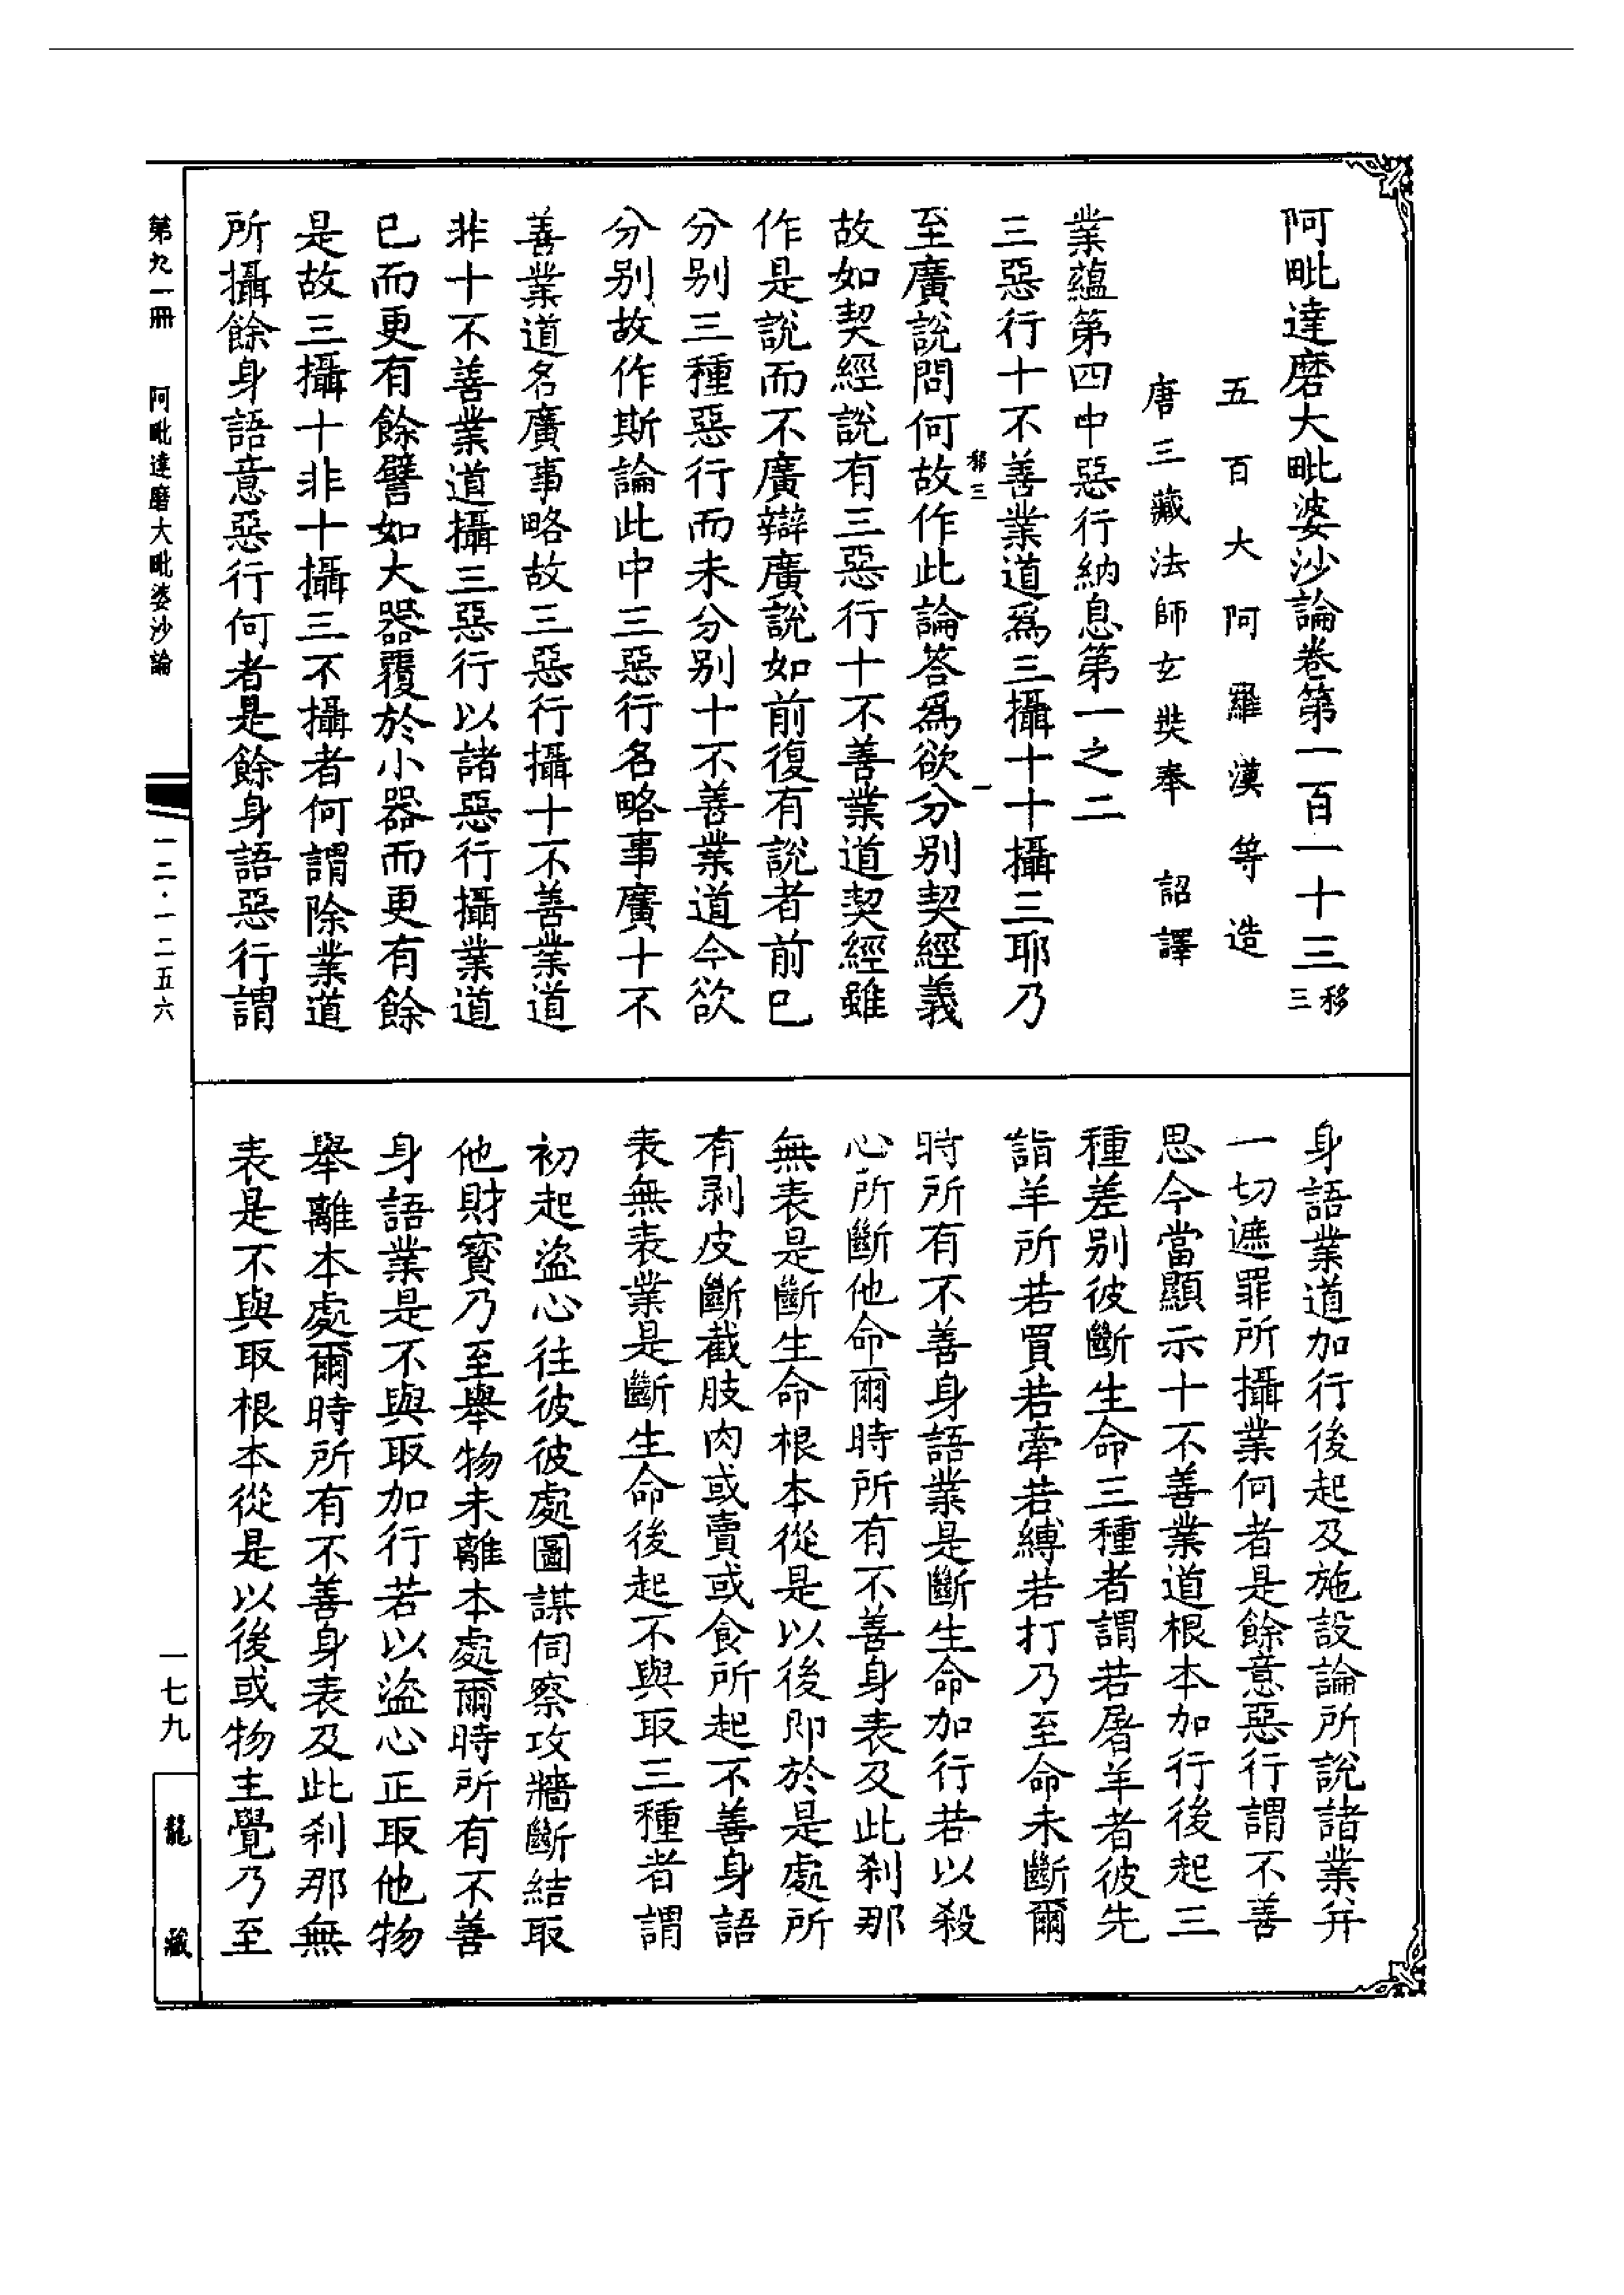 阿毗達磨大毗婆沙論卷第一百一十三 移三
五百大阿羅漢等造
唐三藏法師玄奘奉 詔譯
業蘊第四中惡行納息第一之二
三惡行十不善業道爲三攝十十攝三耶乃
移三 一
至廣說問何故作此論答爲欲分別契經義
故如契經說有三惡行十不善業道契經雖
作是說而不廣辯廣說如前復有說者前已
分別三種惡行而未分別十不善業道今欲
分別故作斯論此中三惡行名略事廣十不
善業道名廣事略故三惡行攝十不善業道
非十不善業道攝三惡行以諸惡行攝業道
已而更有餘譬如大器覆於小器而更有餘
是故三攝十非十攝三不攝者何謂除業道
所攝餘身語意惡行何者是餘身語惡行謂
身語業道加行後起及施設論所說諸業幷
一切遮罪所攝業何者是餘意惡行謂不善
思今當顯示十不善業道根本加行後起三
種差別彼斷生命三種者謂若屠羊者彼先
詣羊所若買若牽若縛若打乃至命未斷爾
時所有不善身語業是斷生命加行若以殺
心所斷他命爾時所有不善身表及此刹那
無表是斷生命根本從是以後即於是處所
有剥皮斷截肢肉或賣或食所起不善身語
表無表業是斷生命後起不與取三種者謂
初起盜心往彼彼處圖謀伺察攻牆斷結取
他財寶乃至舉物未離本處爾時所有不善
身語業是不與取加行若以盜心正取他物
舉離本處爾時所有不善身表及此刹那無
表是不與取根本從是以後或物主覺乃至
第九一冊 阿毗達磨大毗婆沙論
一二·一二五六
一七九
龍藏